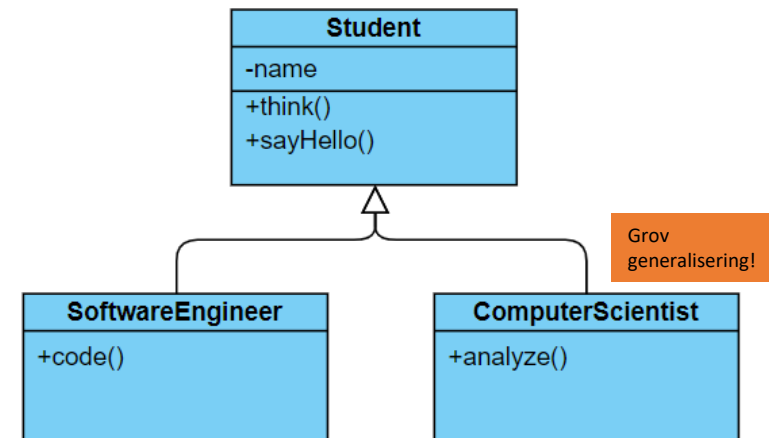 Student
-name
+think()
+sayHello()
Grov
generalisering!
SoftwareEngineer
+code()
ComputerScientist
+analyze()